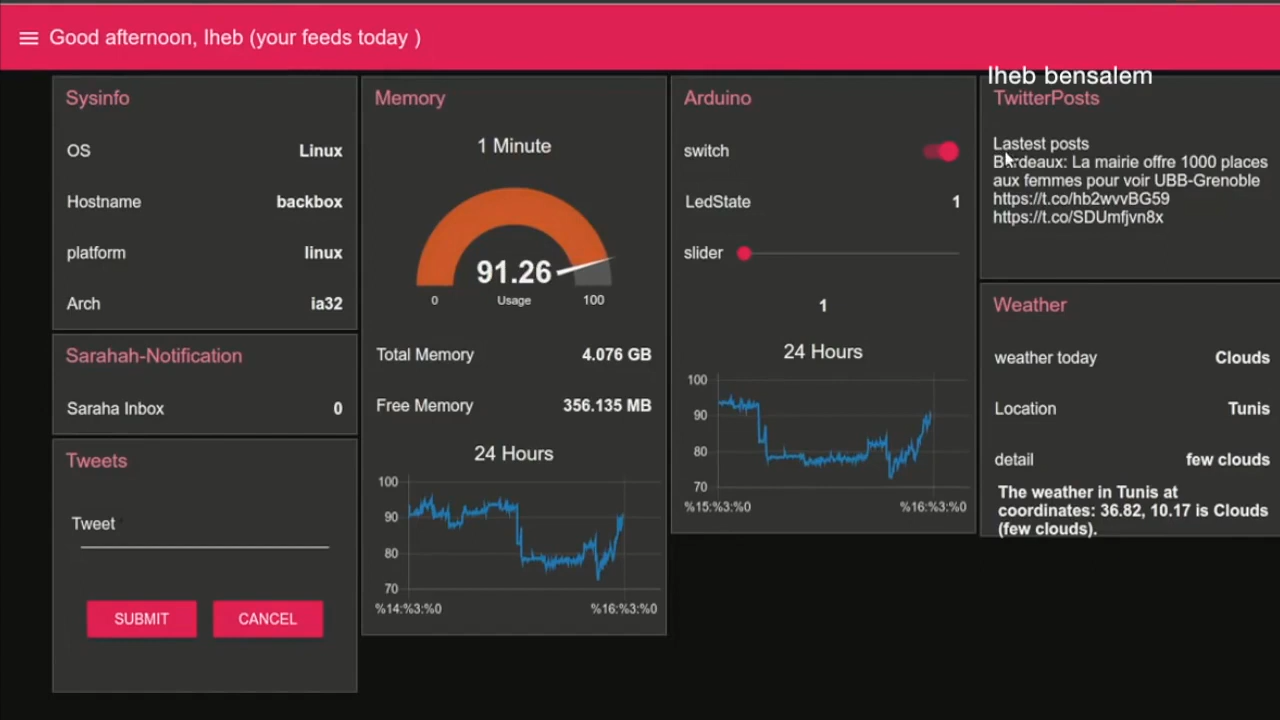 Good afternoon, Iheb (your feeds today )
Iheb bensalem
Sysinfo
OS Linux
Hostname backbox
platform linux
Arch ia32
Sarahah-Notification
Saraha Inbox 0
Tweets
Tweet
SUBMIT CANCEL
Memory
1 Minute
91.26
0 Usage 100
Total Memory 4.076 GB
Free Memory 356.135 MB
24 Hours
100
90
80
70
%14:%3:%0 %16:%3:%0
Arduino
switch
LedState 1
slider
1
24 Hours
100
90
80
70
%15:%3:%0 %16:%3:%0
TwitterPosts
Lastest posts
Bordeaux: La mairie offre 1000 places
aux femmes pour voir UBB-Grenoble
https://t.co/hb2wvvBG59
https://t.co/SDUmfjvn8x
Weather
weather today Clouds
Location Tunis
detail few clouds
The weather in Tunis at
coordinates: 36.82, 10.17 is Clouds
(few clouds).